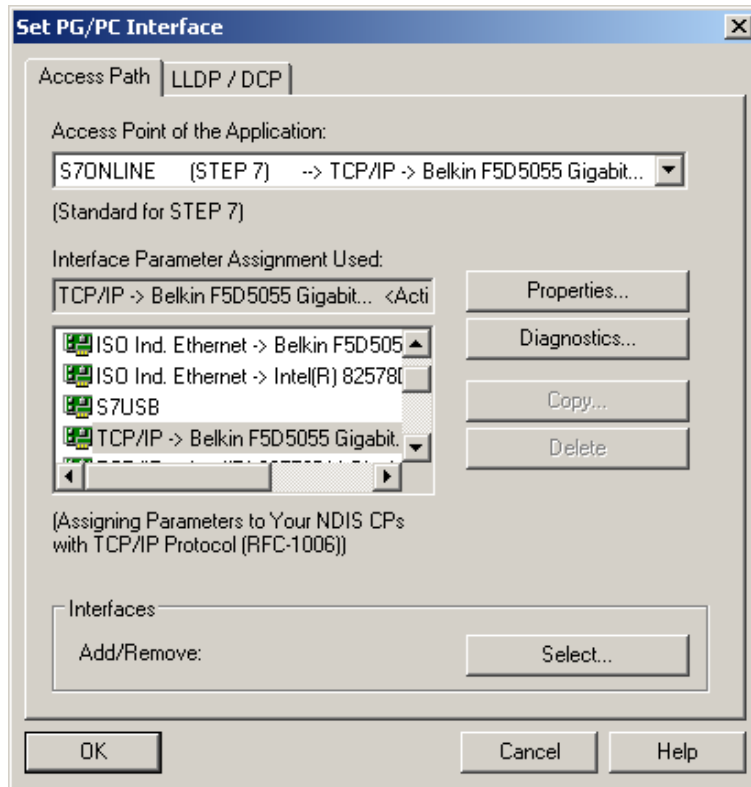 Set PG/PC Interface
Access Path
LLDP / DCP
Access Point of the Application:
S7ONLINE (STEP 7) --> TCP/IP -> Belkin F5D5055 Gigabit...
(Standard for STEP 7)
Interface Parameter Assignment Used:
TCP/IP -> Belkin F5D5055 Gigabit... <Acti
Properties...
ISO Ind. Ethernet -> Belkin F5D505
Diagnostics...
ISO Ind. Ethernet -> Intel(R) 82578D
S7USB
Copy...
TCP/IP -> Belkin F5D5055 Gigabit.
Delete
(Assigning Parameters to Your NDIS CPs
with TCP/IP Protocol (RFC-1006))
Interfaces
Add/Remove:
Select...
OK
Cancel
Help